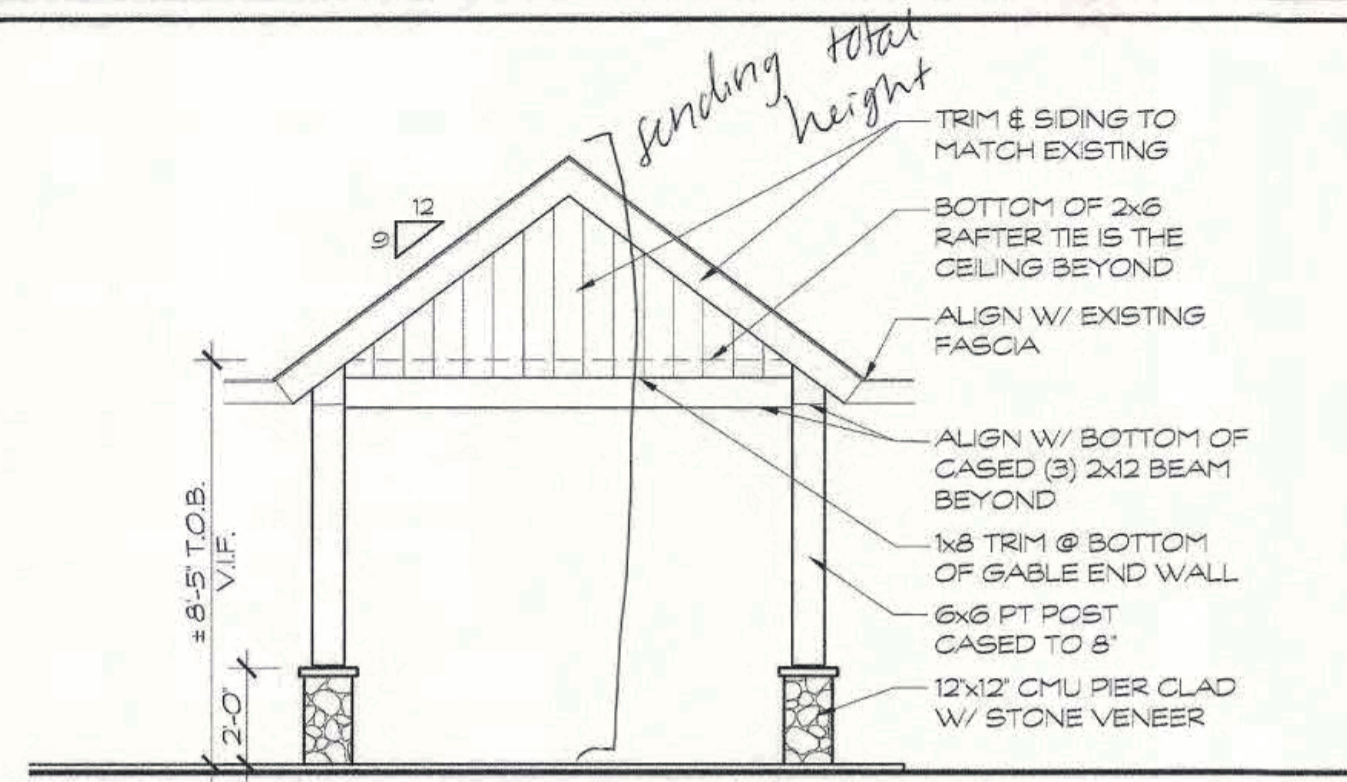 sending total
height
12
9
TRIM & SIDING TO
MATCH EXISTING
BOTTOM OF 2x6
RAFTER TIE IS THE
CEILING BEYOND
ALIGN W/ EXISTING
FASCIA
ALIGN W/ BOTTOM OF
CASED (3) 2x12 BEAM
BEYOND
1x8 TRIM @ BOTTOM
OF GABLE END WALL
6x6 PT POST
CASED TO 8"
12"x12" CMU PIER CLAD
W/ STONE VENEER
± 8'-5" T.O.B.
V.I.F.
2'-0"